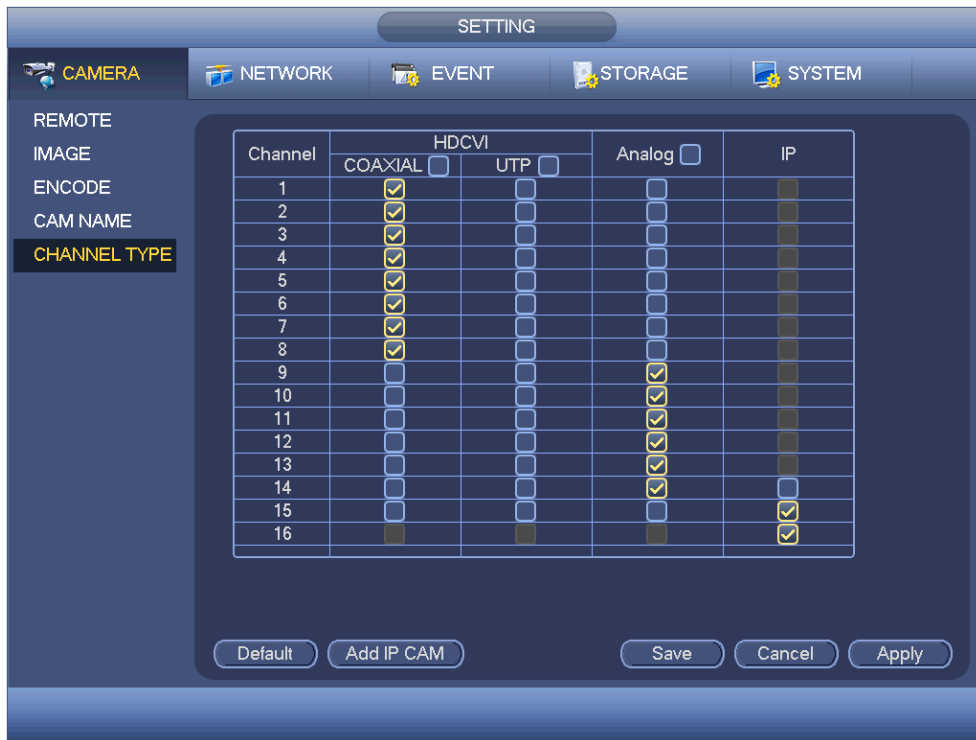 SETTING
CAMERA NETWORK EVENT STORAGE SYSTEM
REMOTE
IMAGE
ENCODE
CAM NAME
CHANNEL TYPE
Channel HDCVI Analog IP
COAXIAL UTP
1
2
3
4
5
6
7
8
9
10
11
12
13
14
15
16
Default Add IP CAM Save Cancel Apply